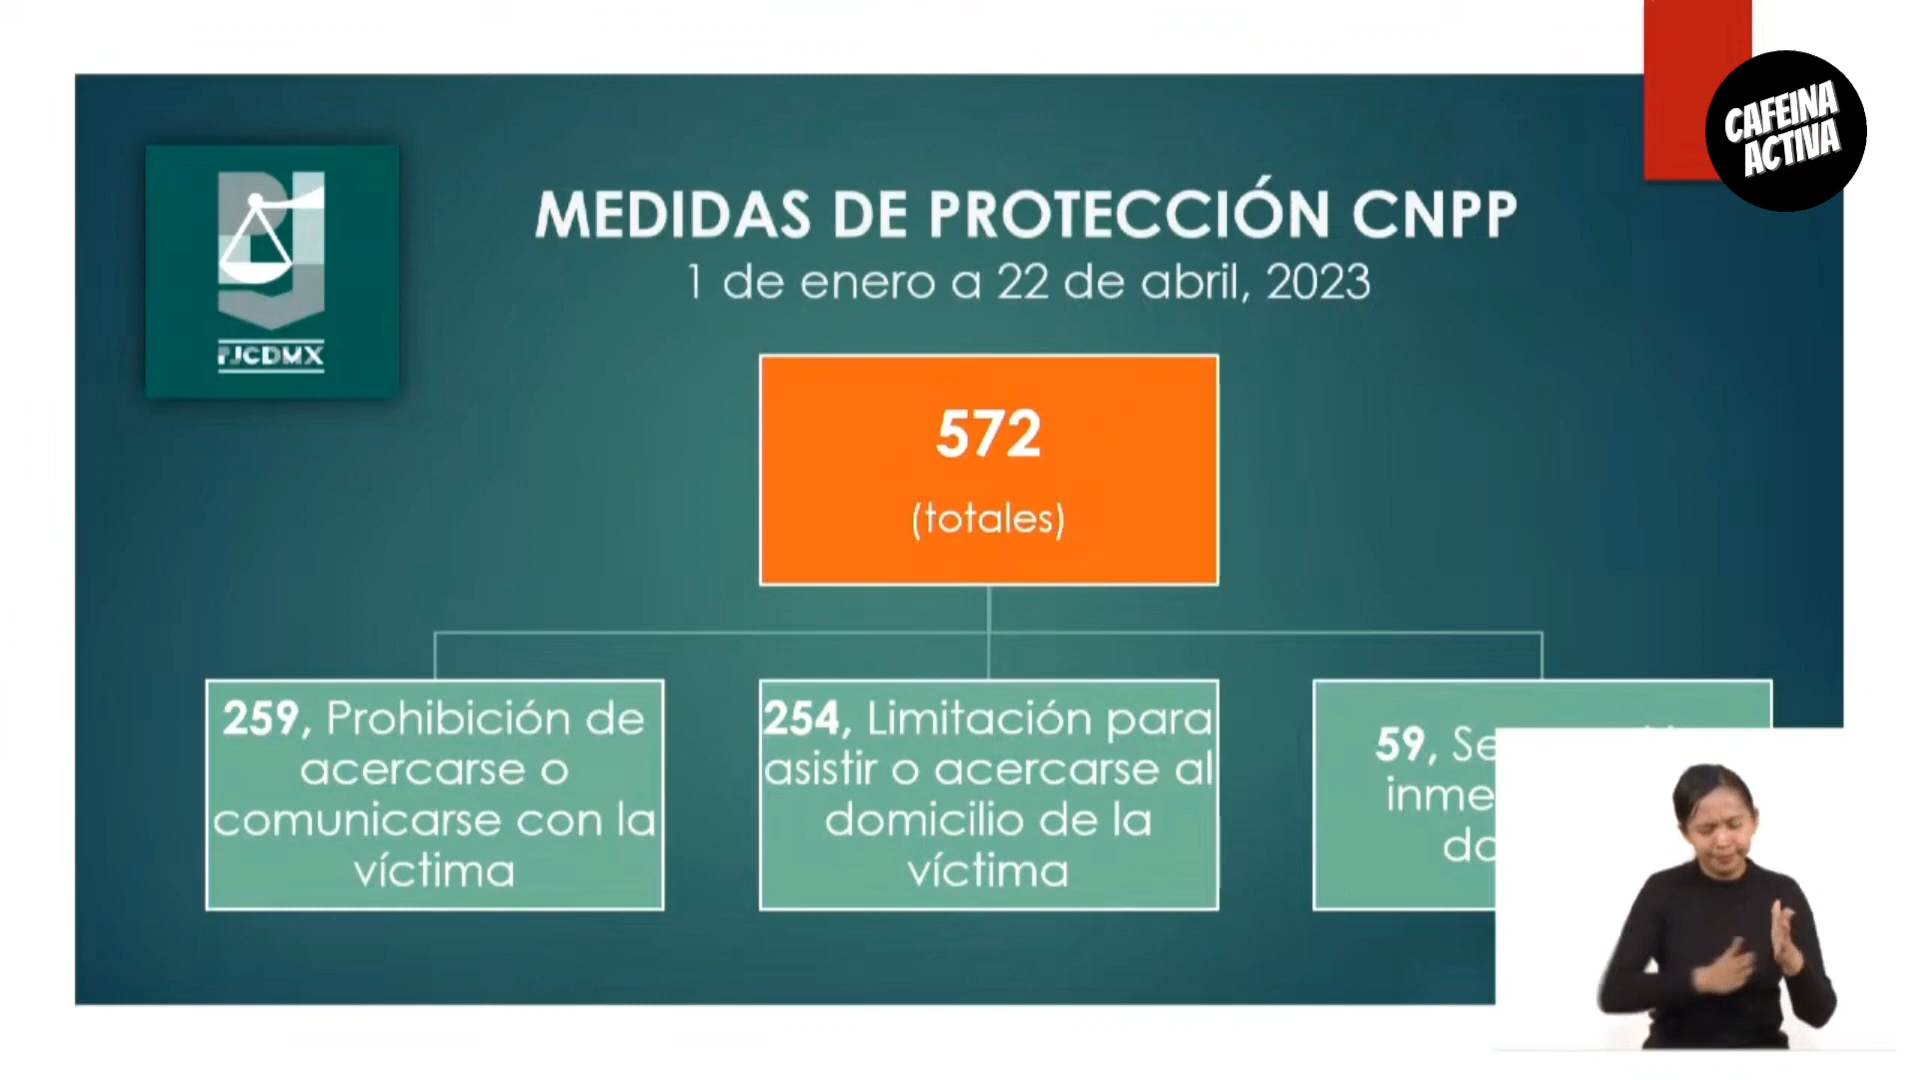 CAFEINA
ACTIVA
MEDIDAS DE PROTECCIÓN CNPP
1 de enero a 22 de abril, 2023
PJCDMX
572
(totales)
259, Prohibición de
acercarse o
comunicarse con la
víctima
254, Limitación para
asistir o acercarse al
domicilio de la
víctima
59,